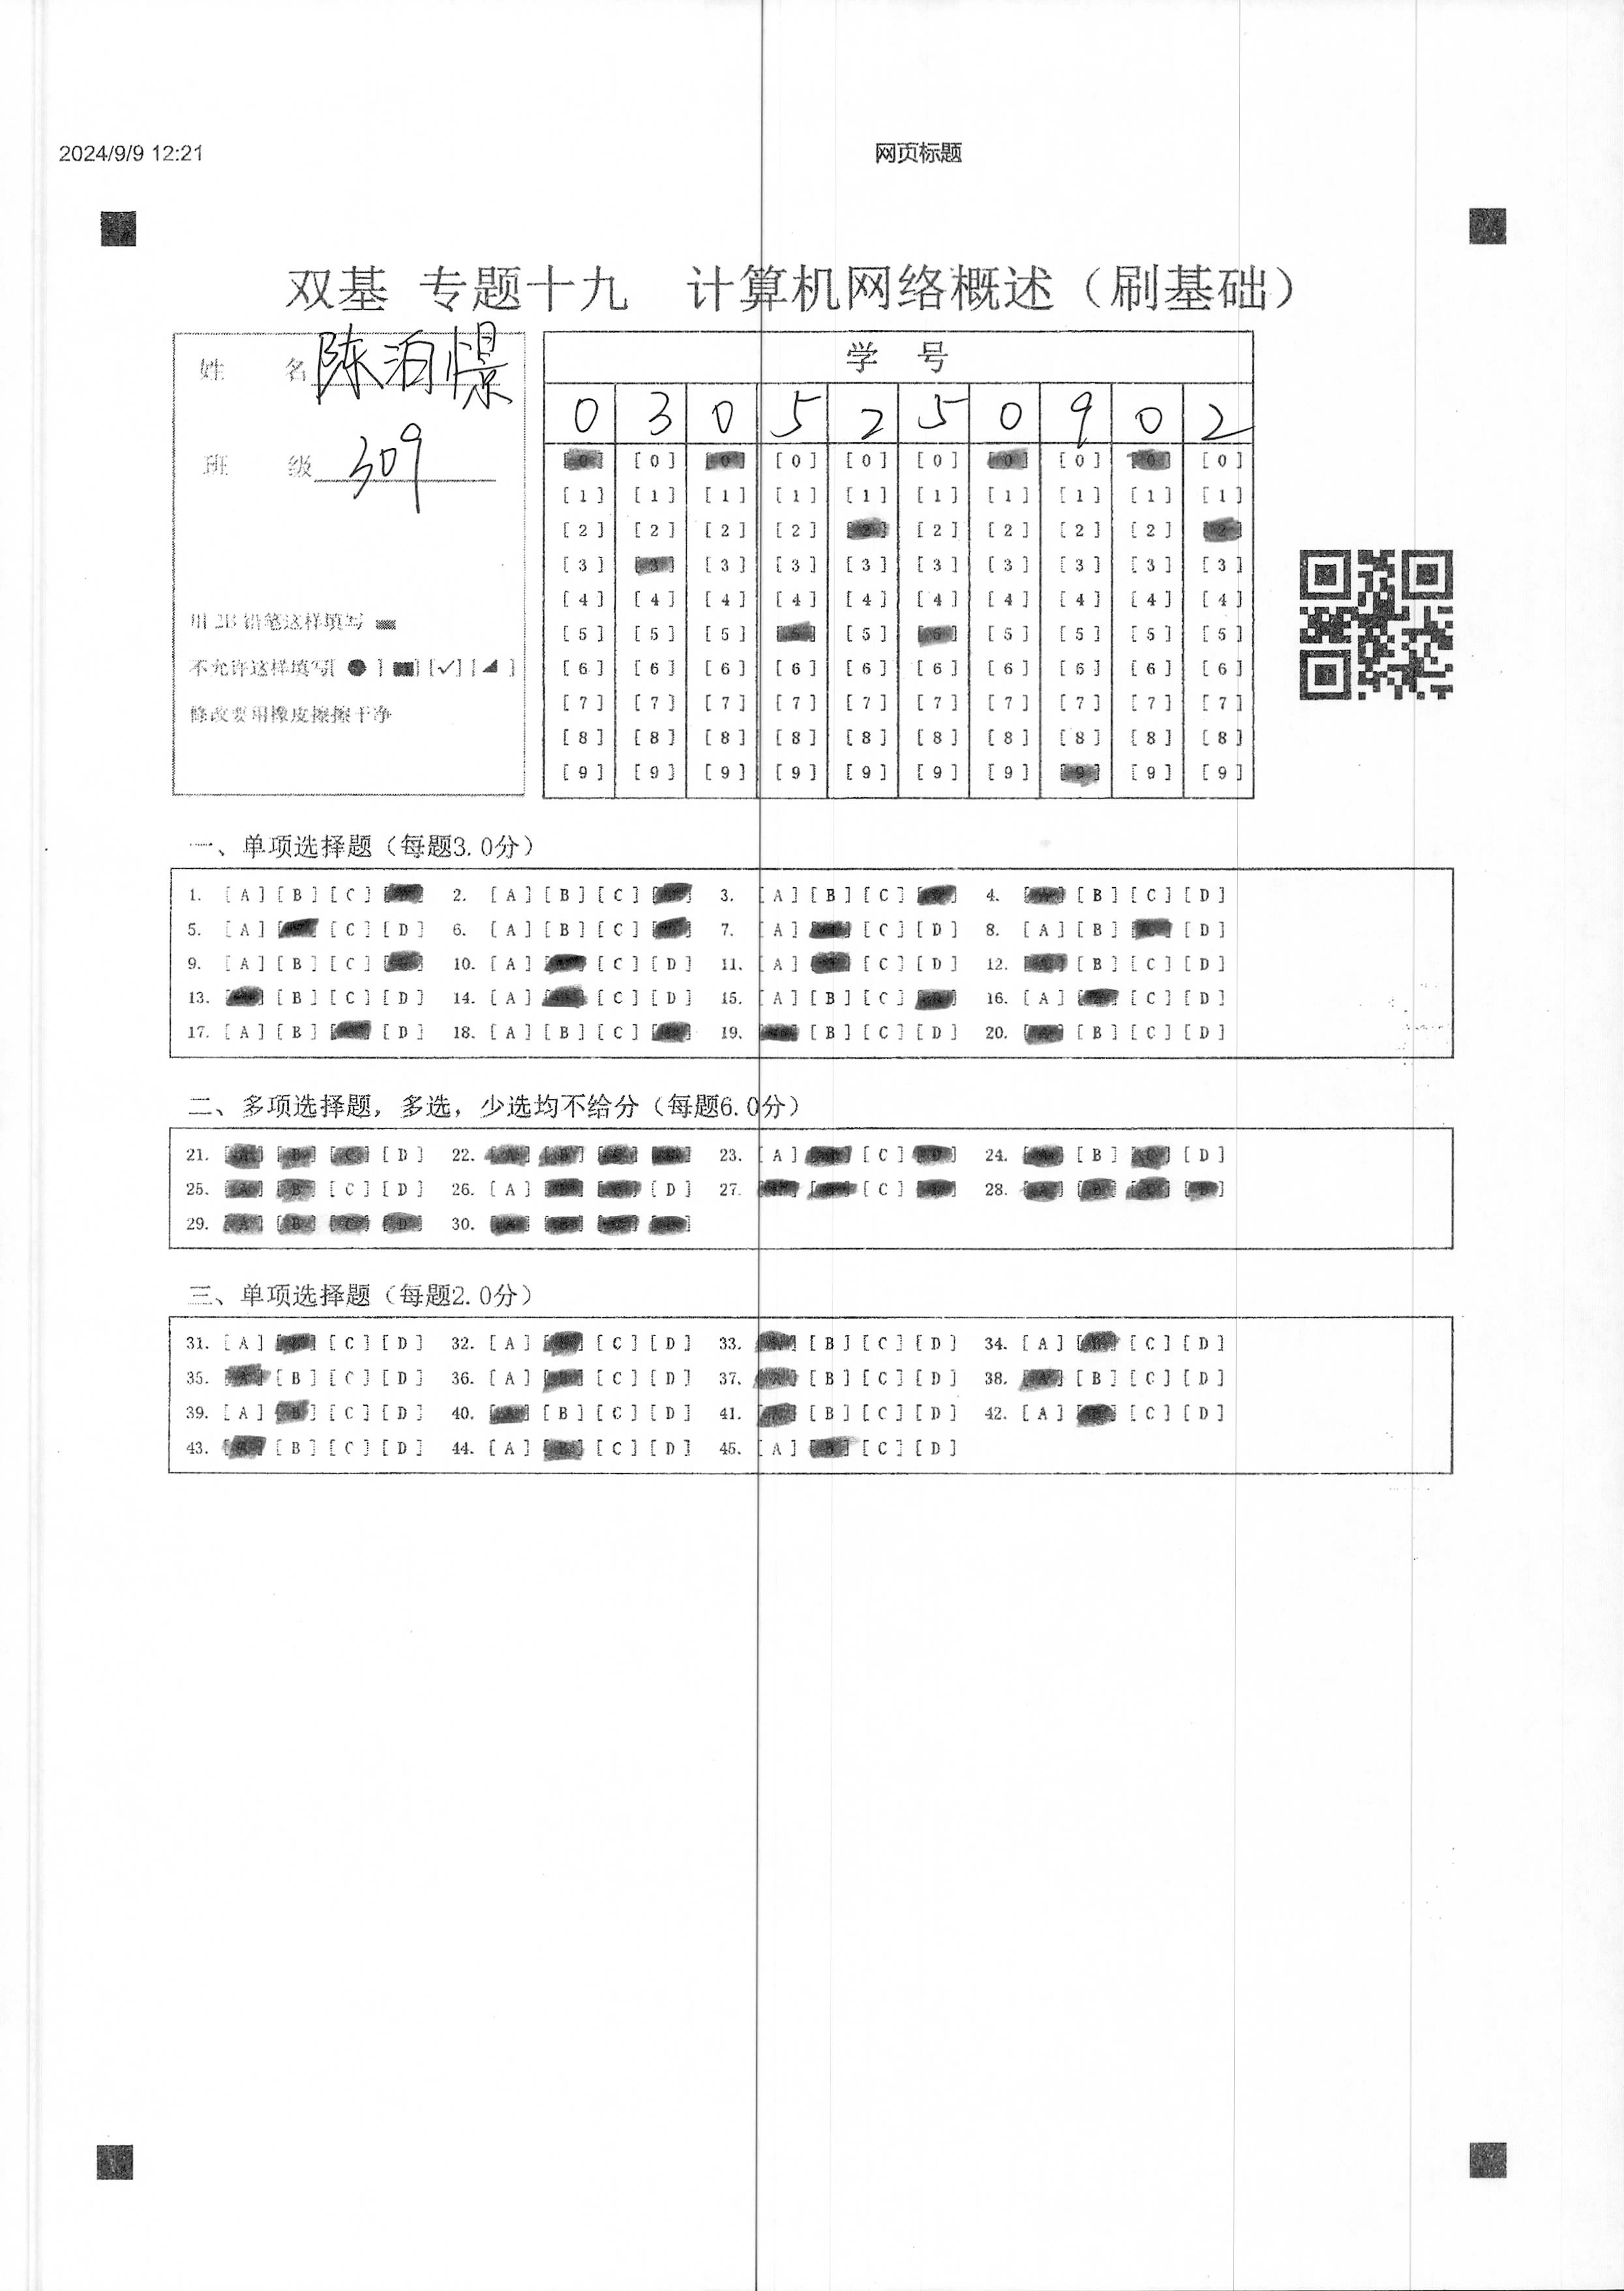 2024/9/9 12:21 网页标题
双基 专题十九 计算机网络概述（刷基础）
姓 名 陈泊憬
班 级 309
用 2B 铅笔这样填写
不允许这样填写[ ● ] [■] [✓] [◢ ]
修改要用橡皮擦擦干净
学 号
0 3 0 5 2 5 0 9 0 2
[0] [0] [0] [0] [0] [0] [0] [0] [0] [0]
[1] [1] [1] [1] [1] [1] [1] [1] [1] [1]
[2] [2] [2] [2] [2] [2] [2] [2] [2] [2]
[3] [3] [3] [3] [3] [3] [3] [3] [3] [3]
[4] [4] [4] [4] [4] [4] [4] [4] [4] [4]
[5] [5] [5] [5] [5] [5] [5] [5] [5] [5]
[6] [6] [6] [6] [6] [6] [6] [6] [6] [6]
[7] [7] [7] [7] [7] [7] [7] [7] [7] [7]
[8] [8] [8] [8] [8] [8] [8] [8] [8] [8]
[9] [9] [9] [9] [9] [9] [9] [9] [9] [9]
一、单项选择题（每题3.0分）
1. [A] [B] [C] 2. [A] [B] [C] 3. [A] [B] [C] 4. [B] [C] [D]
5. [A] [C] [D] 6. [A] [B] [C] 7. [A] [C] [D] 8. [A] [B] [D]
9. [A] [B] [C] 10. [A] [C] [D] 11. [A] [C] [D] 12. [B] [C] [D]
13. [B] [C] [D] 14. [A] [C] [D] 15. [A] [B] [C] 16. [A] [C] [D]
17. [A] [B] [D] 18. [A] [B] [C] 19. [B] [C] [D] 20. [B] [C] [D]
二、多项选择题，多选，少选均不给分（每题6.0分）
21. [A] [B] [C] [D] 22. [A] [B] 23. [A] [C] [D] 24. [B] [C] [D]
25. [A] [B] [C] [D] 26. [A] [D] 27. [C] 28. [A] [B] [C] [D]
29. [A] [B] [C] [D] 30.
三、单项选择题（每题2.0分）
31. [A] [C] [D] 32. [A] [C] [D] 33. [B] [C] [D] 34. [A] [C] [D]
35. [A] [B] [C] [D] 36. [A] [C] [D] 37. [A] [B] [C] [D] 38. [A] [B] [C] [D]
39. [A] [B] [C] [D] 40. [B] [C] [D] 41. [B] [C] [D] 42. [A] [C] [D]
43. [B] [C] [D] 44. [A] [B] [C] [D] 45. [A] [B] [C] [D]